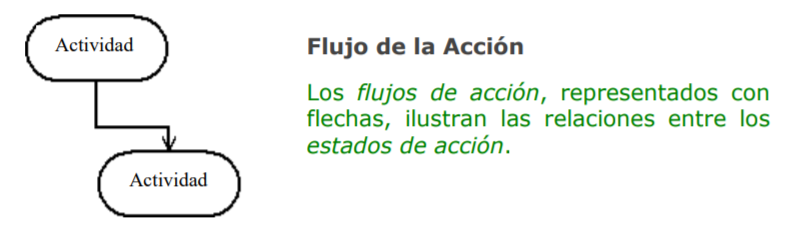 Actividad
Actividad
Flujo de la Acción
Los flujos de acción, representados con
flechas, ilustran las relaciones entre los
estados de acción.